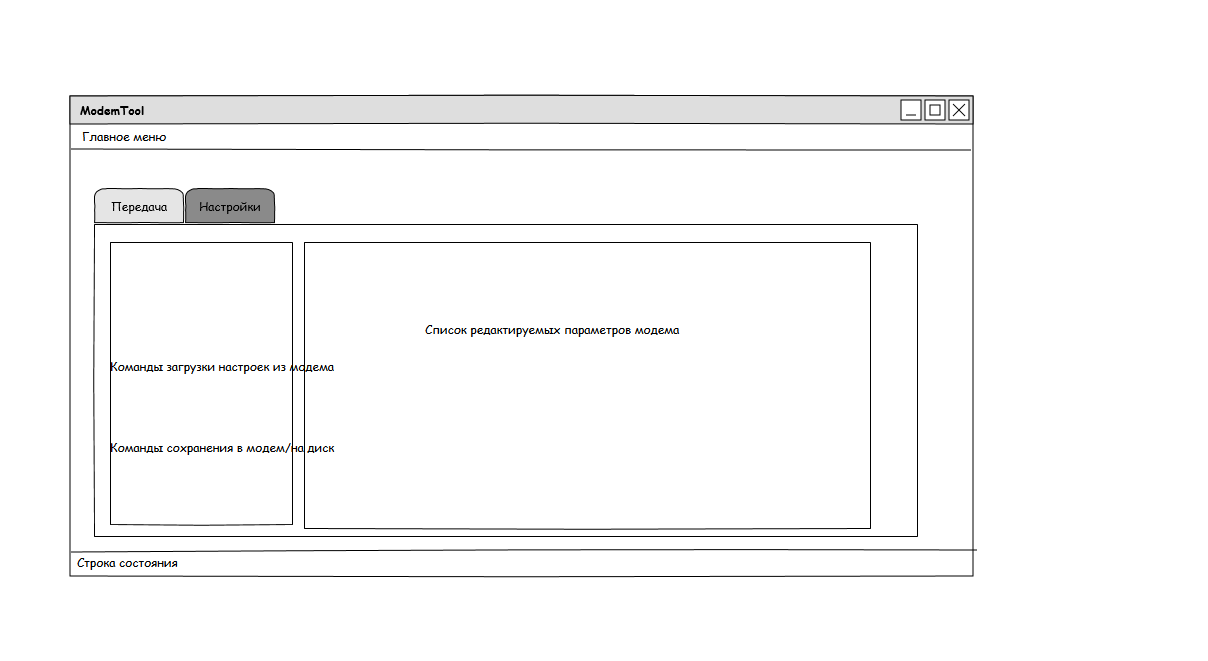 ModemTool
Главное меню
Передача
Настройки
Список редактируемых параметров модема
Команды загрузки настроек из модема
Команды сохранения в модем/на диск
Строка состояния